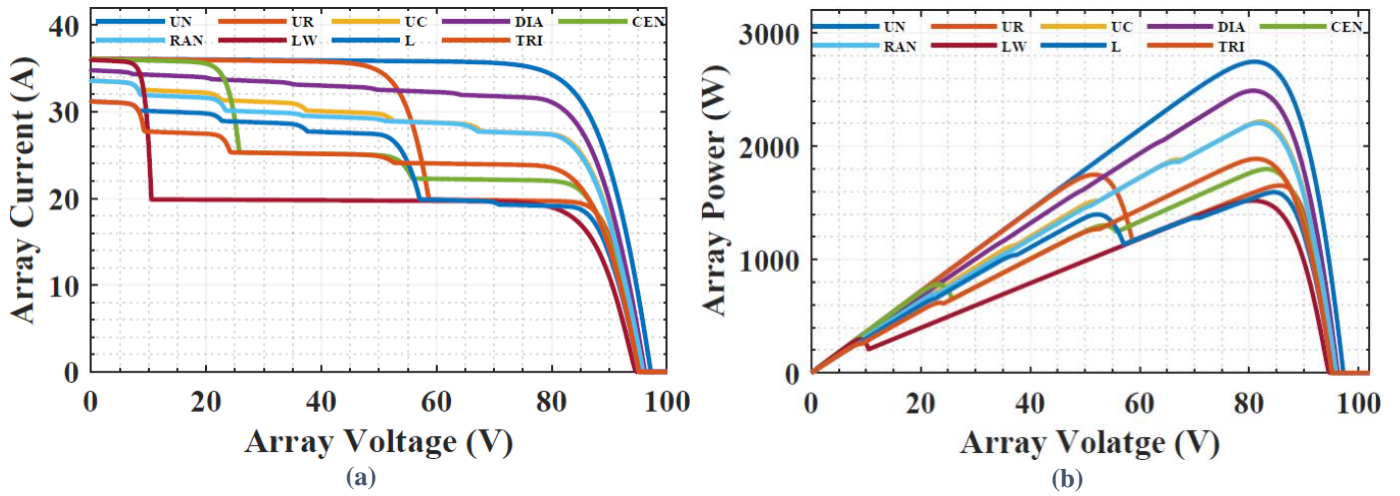 40
30
20
10
0
0 20 40 60 80 100
Array Current (A)
Array Voltage (V)
UN UR UC DIA CEN
RAN LW L TRI
(a)
3000
2000
1000
0
0 20 40 60 80 100
Array Power (W)
Array Volatge (V)
UN UR UC DIA CEN
RAN LW L TRI
(b)